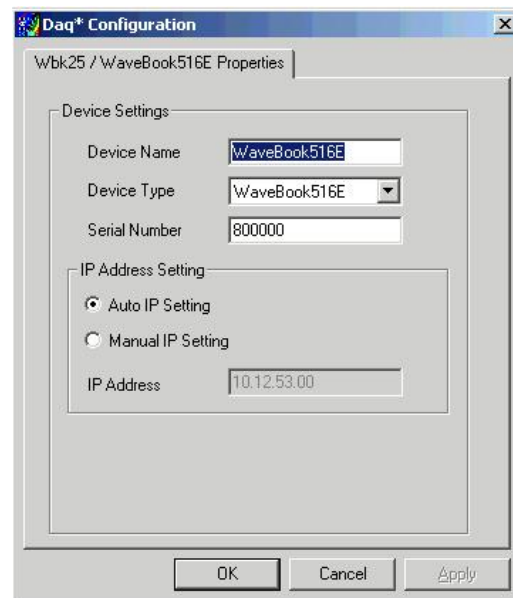 Daq* Configuration
Wbk25 / WaveBook516E Properties
Device Settings
Device Name WaveBook516E
Device Type WaveBook516E
Serial Number 800000
IP Address Setting
Auto IP Setting
Manual IP Setting
IP Address 10.12.53.00
OK Cancel Apply